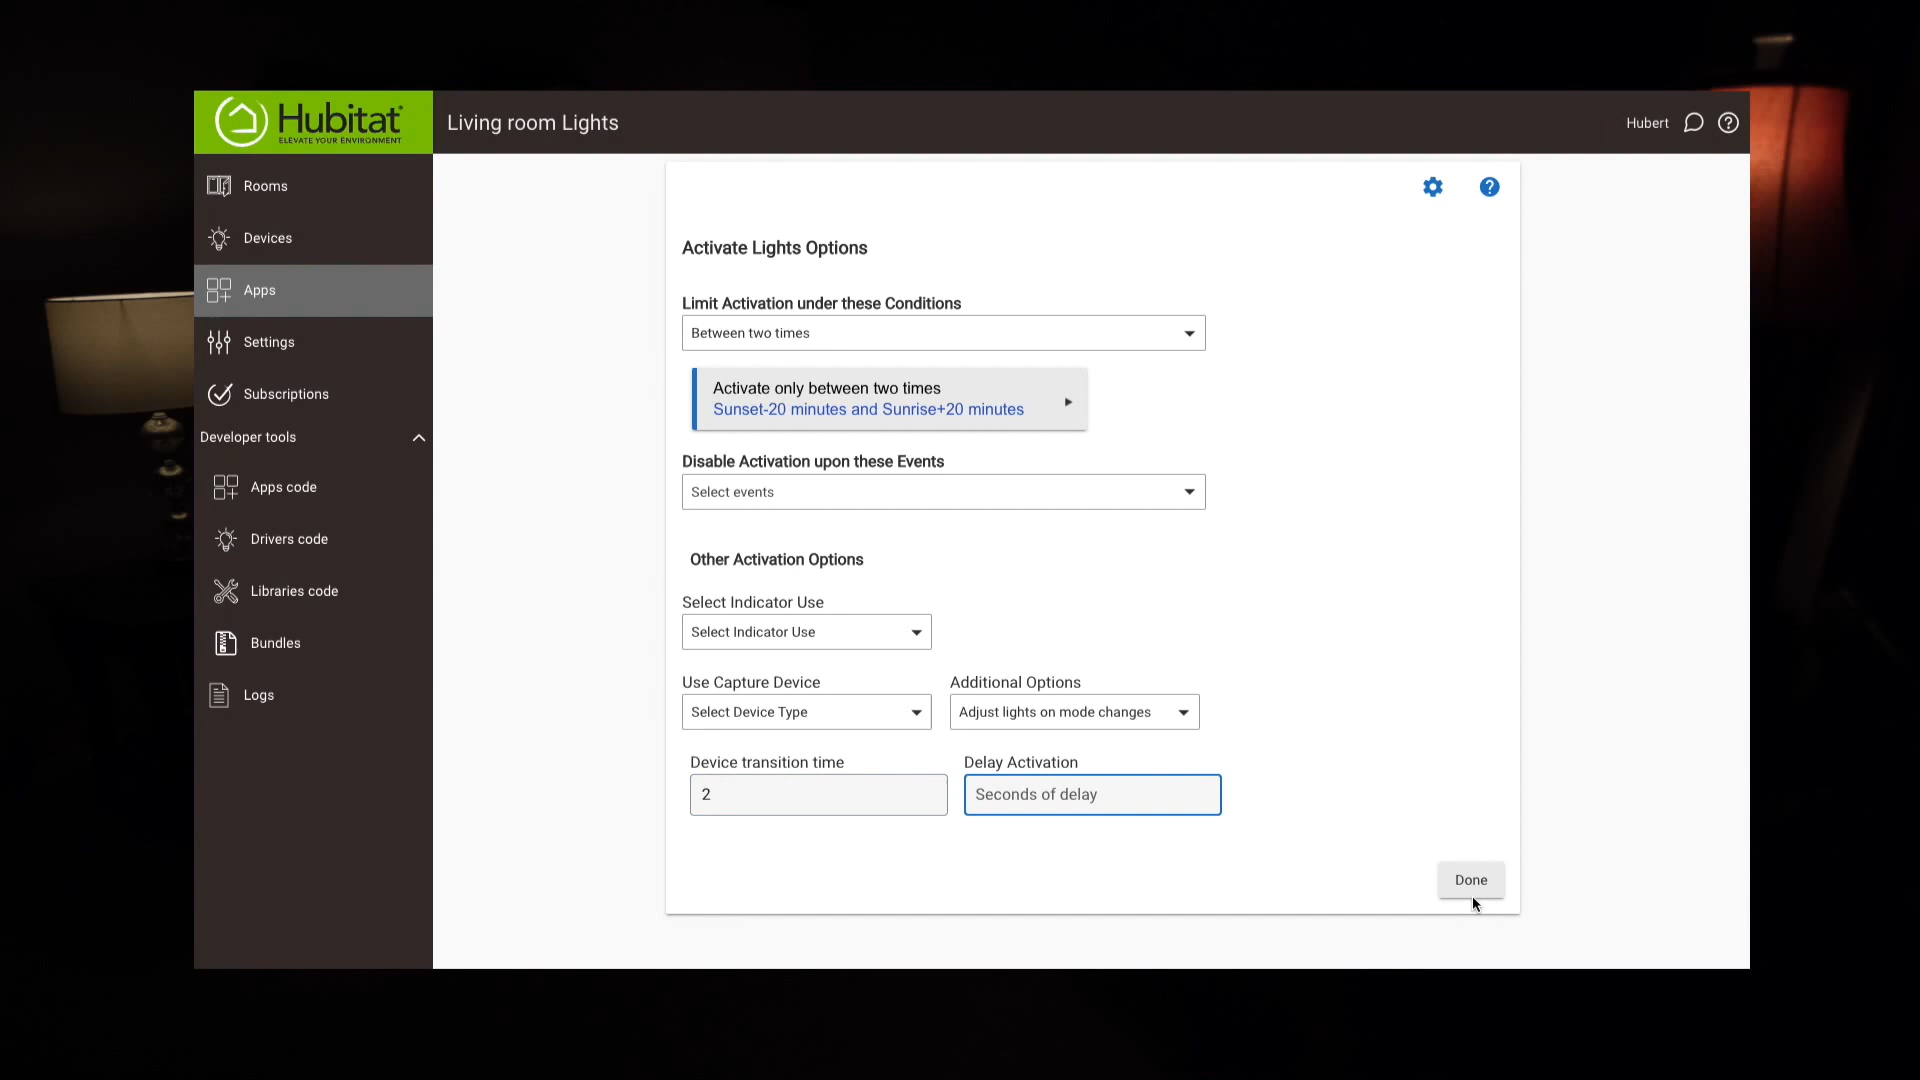 Hubitat
ELEVATE YOUR ENVIRONMENT
Living room Lights
Hubert
Rooms
Devices
Apps
Settings
Subscriptions
Developer tools
Apps code
Drivers code
Libraries code
Bundles
Logs
Activate Lights Options
Limit Activation under these Conditions
Between two times
Activate only between two times
Sunset-20 minutes and Sunrise+20 minutes
Disable Activation upon these Events
Select events
Other Activation Options
Select Indicator Use
Select Indicator Use
Use Capture Device
Additional Options
Select Device Type
Adjust lights on mode changes
Device transition time
Delay Activation
2
Seconds of delay
Done